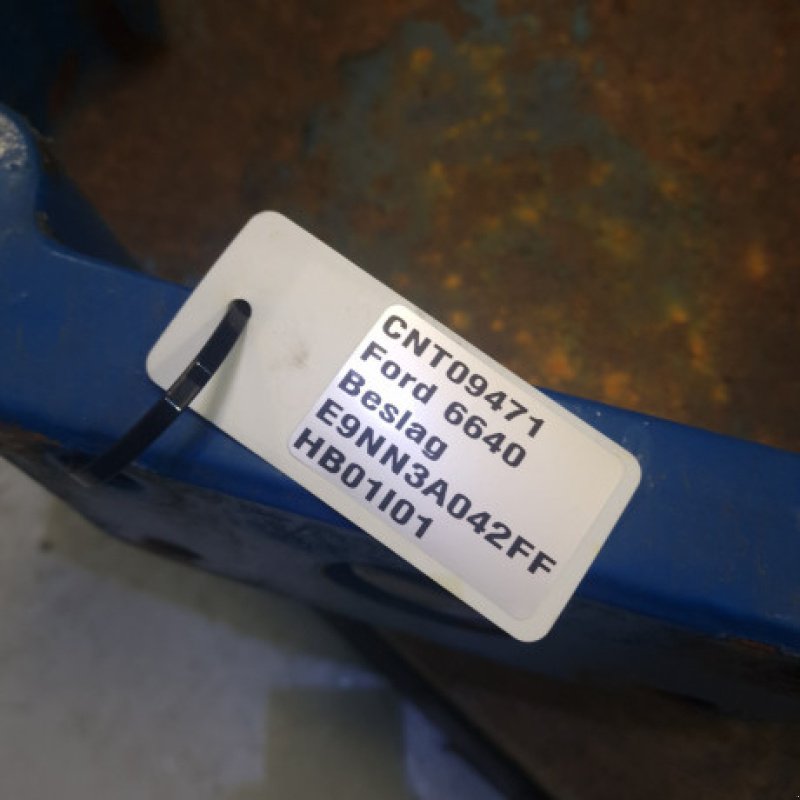 CNT09471
Ford 6640
Beslag
E9NN3A042FF
HB01I01